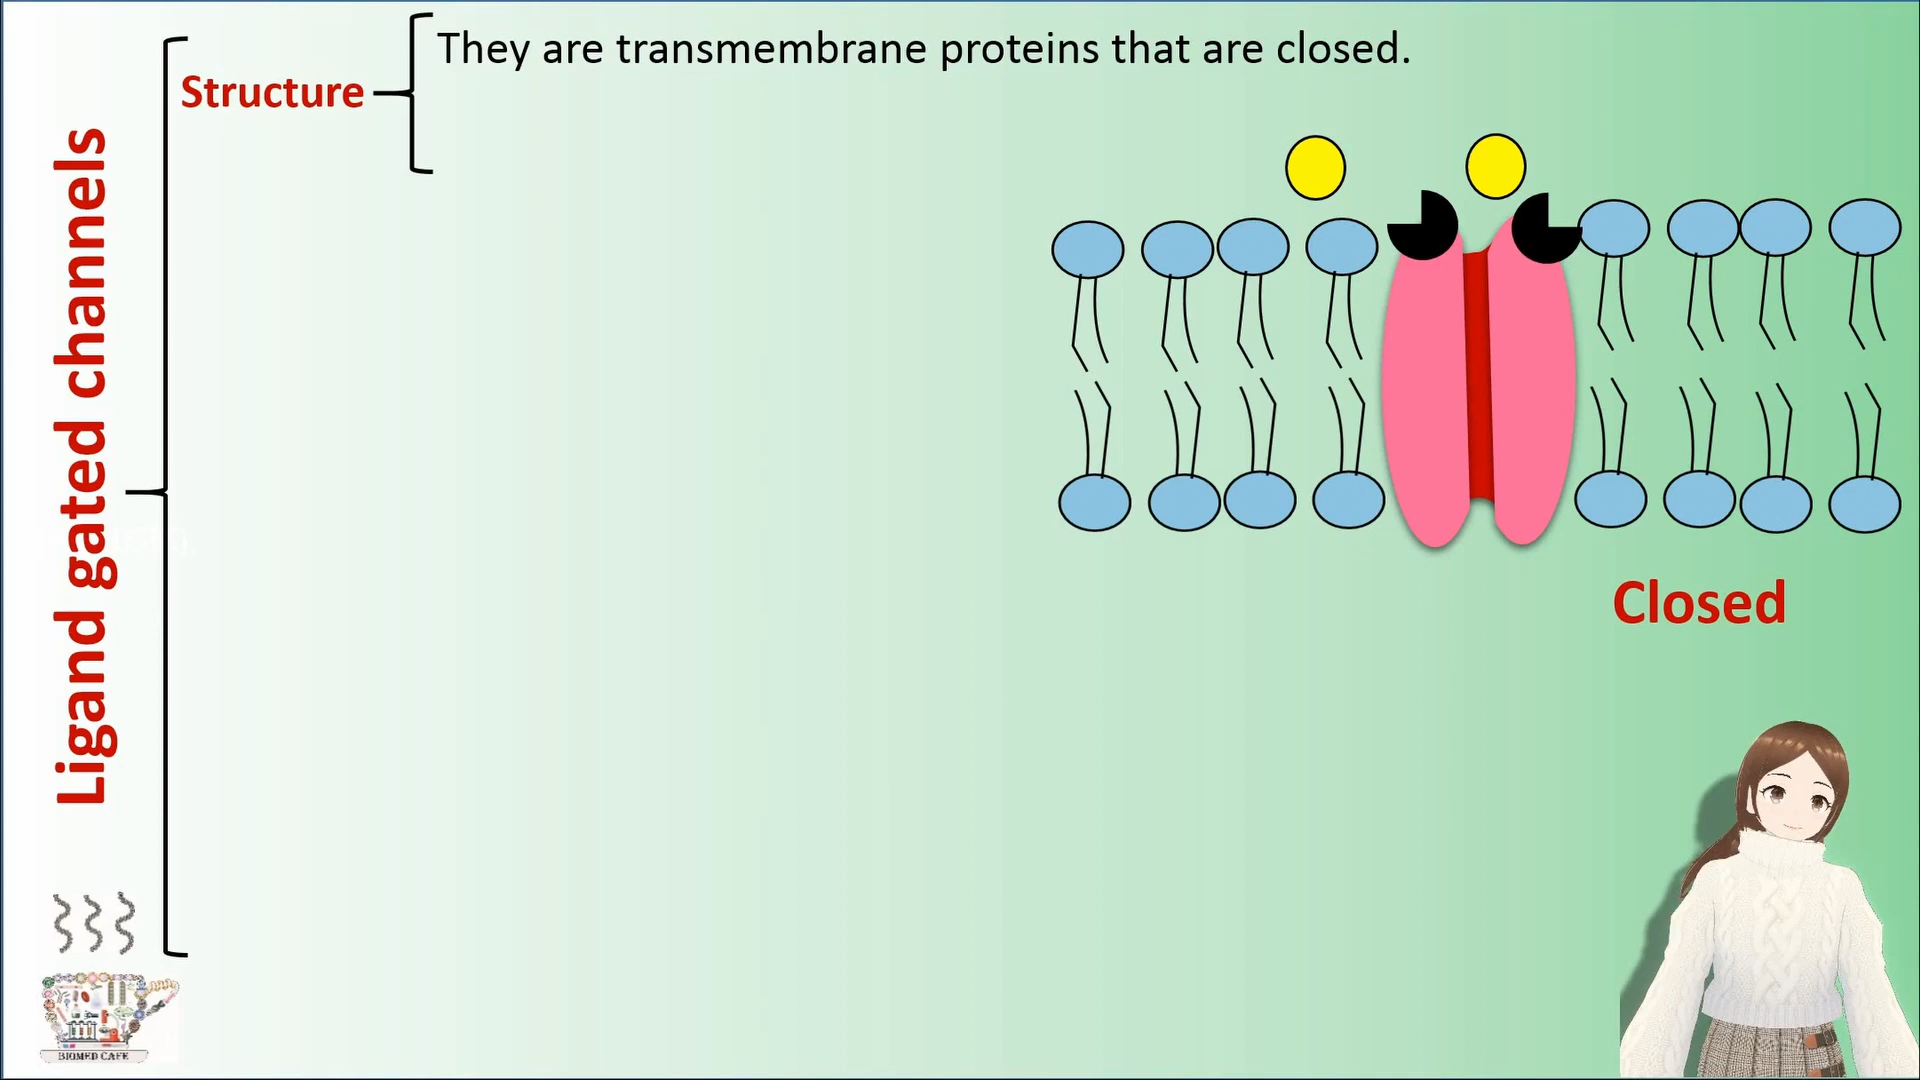 They are transmembrane proteins that are closed.
Structure
Ligand gated channels
Closed
BIOMED CAFE